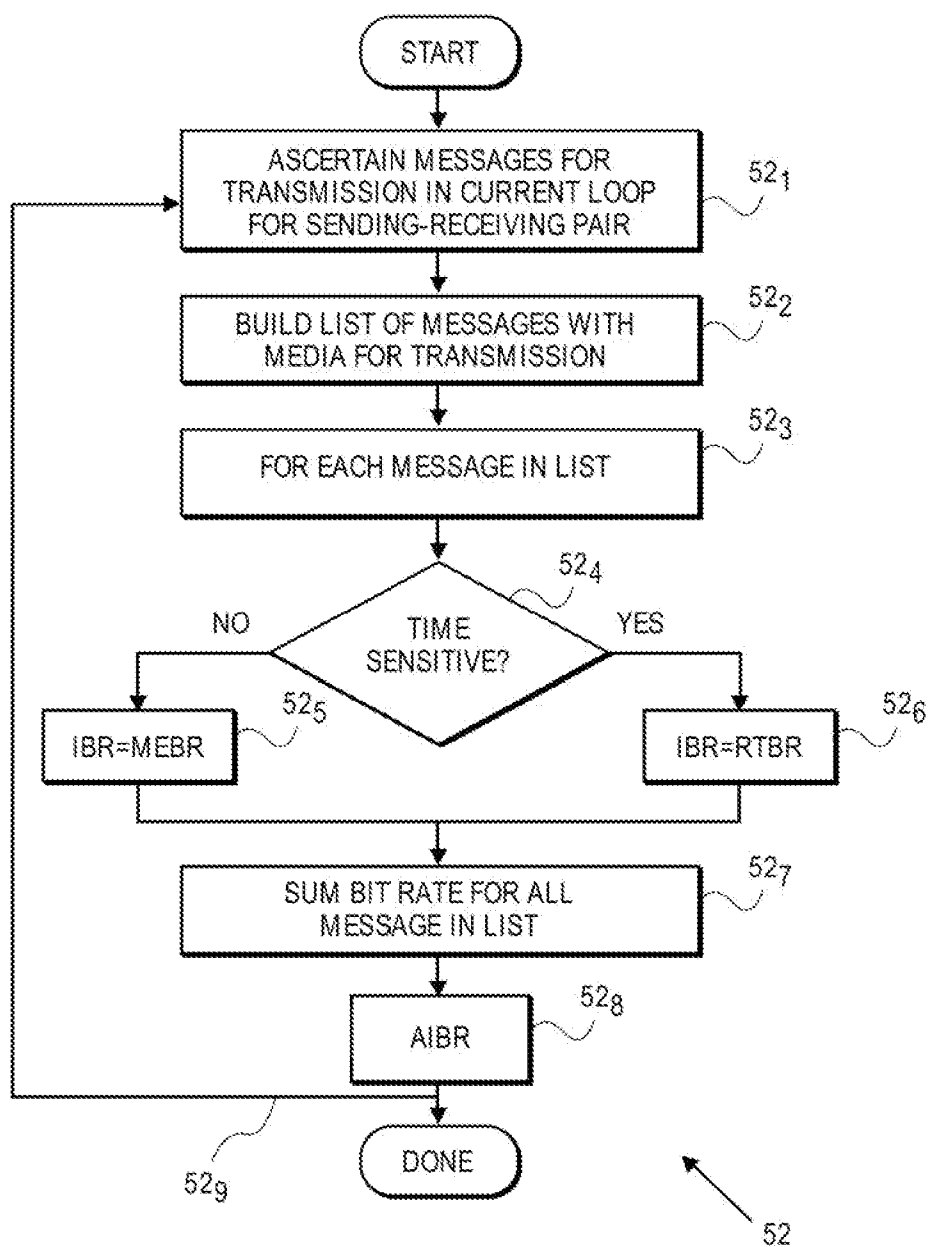 START
ASCERTAIN MESSAGES FOR
TRANSMISSION IN CURRENT LOOP
FOR SENDING-RECEIVING PAIR
52₁
BUILD LIST OF MESSAGES WITH
MEDIA FOR TRANSMISSION
52₂
FOR EACH MESSAGE IN LIST
52₃
52₄
NO
TIME
SENSITIVE?
YES
IBR=MEBR
52₅
IBR=RTBR
52₆
SUM BIT RATE FOR ALL
MESSAGE IN LIST
52₇
AIBR
52₈
DONE
52₉
52